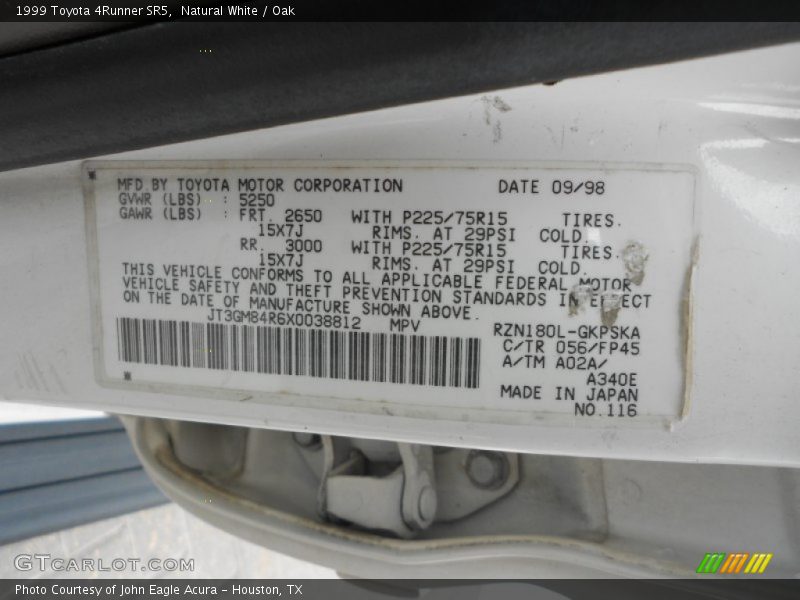 1999 Toyota 4Runner SR5, Natural White / Oak
MFD.BY TOYOTA MOTOR CORPORATION DATE 09/98
GVWR (LBS) : 5250
GAWR (LBS) : FRT. 2650 WITH P225/75R15 TIRES.
15X7J RIMS. AT 29PSI COLD.
RR. 3000 WITH P225/75R15 TIRES.
15X7J RIMS. AT 29PSI COLD.
THIS VEHICLE CONFORMS TO ALL APPLICABLE FEDERAL MOTOR
VEHICLE SAFETY AND THEFT PREVENTION STANDARDS IN EFFECT
ON THE DATE OF MANUFACTURE SHOWN ABOVE.
JT3GM84R6X0038812 MPV
RZN180L-GKPSKA
C/TR 056/FP45
A/TM A02A/
A340E
MADE IN JAPAN
NO.116
GTCARLOT.COM
Photo Courtesy of John Eagle Acura - Houston, TX